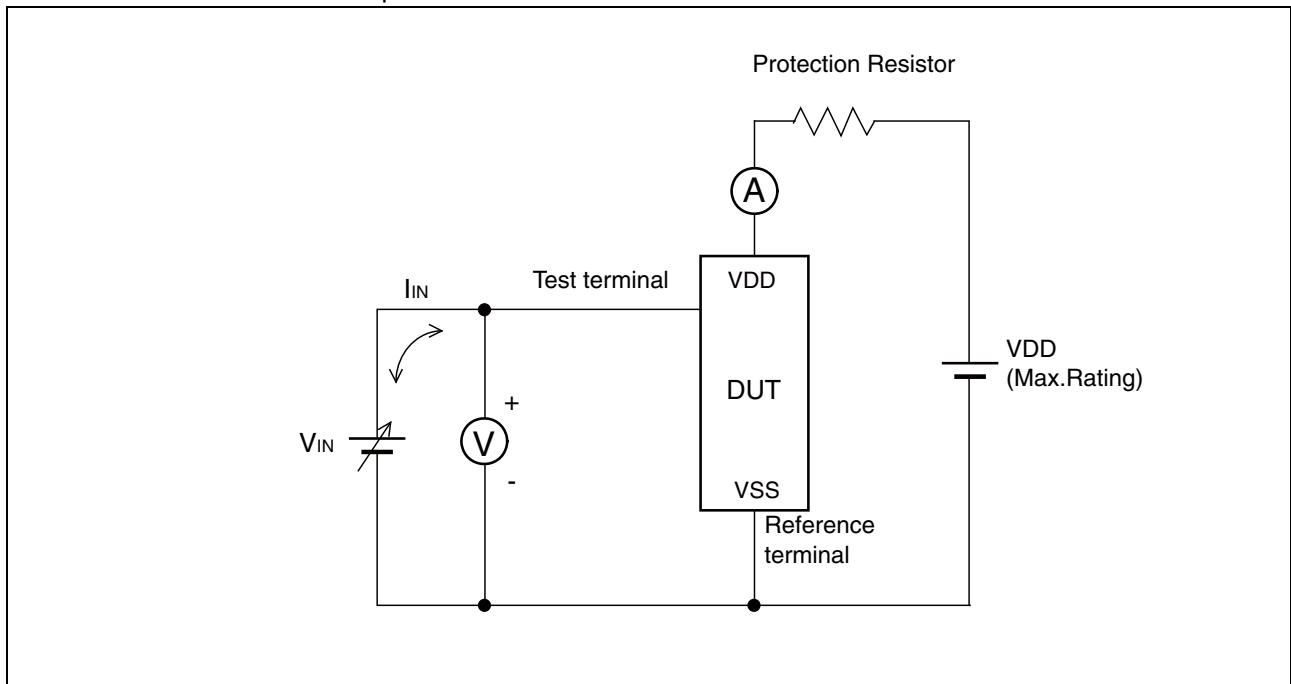 Protection Resistor
A
Test terminal
VDD
IIN
VDD
(Max.Rating)
DUT
+
VIN
V
-
VSS
Reference
terminal